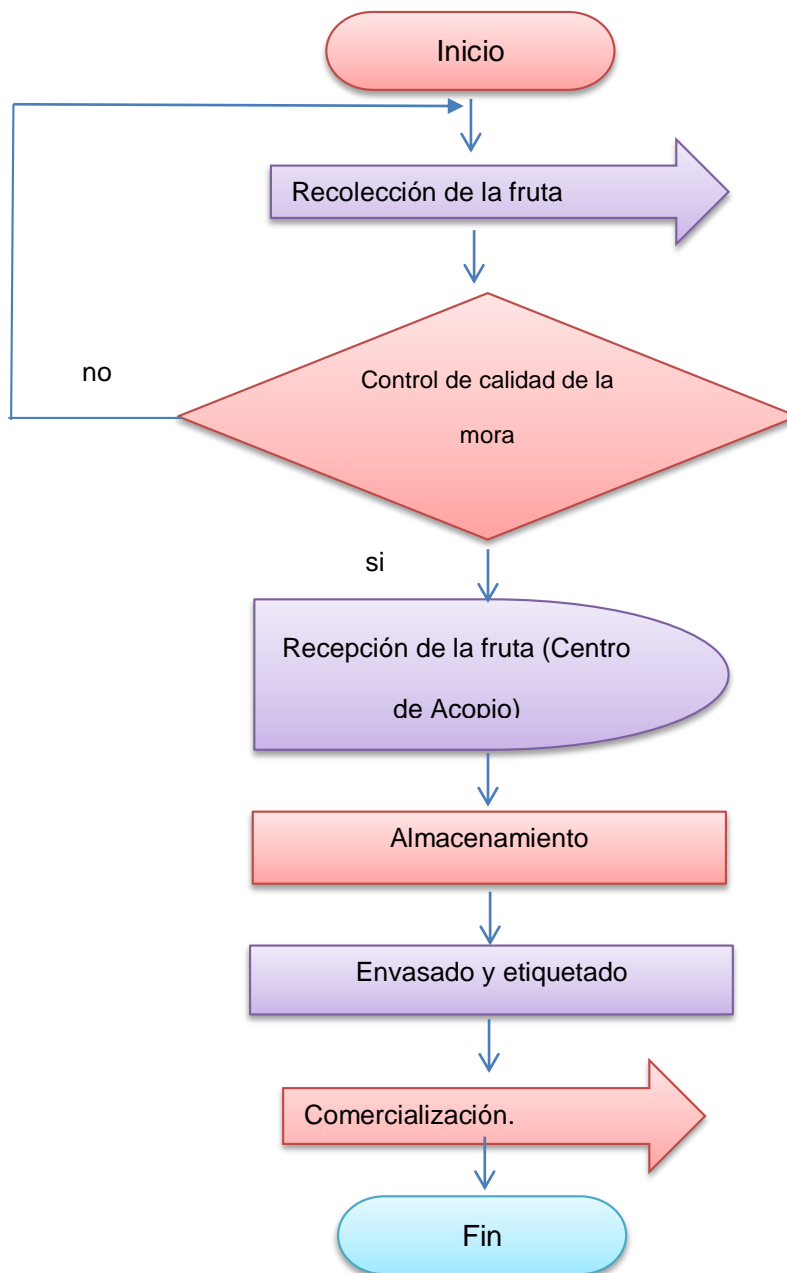 Inicio
Recolección de la fruta
Control de calidad de la
mora
no
si
Recepción de la fruta (Centro
de Acopio)
Almacenamiento
Envasado y etiquetado
Comercialización.
Fin